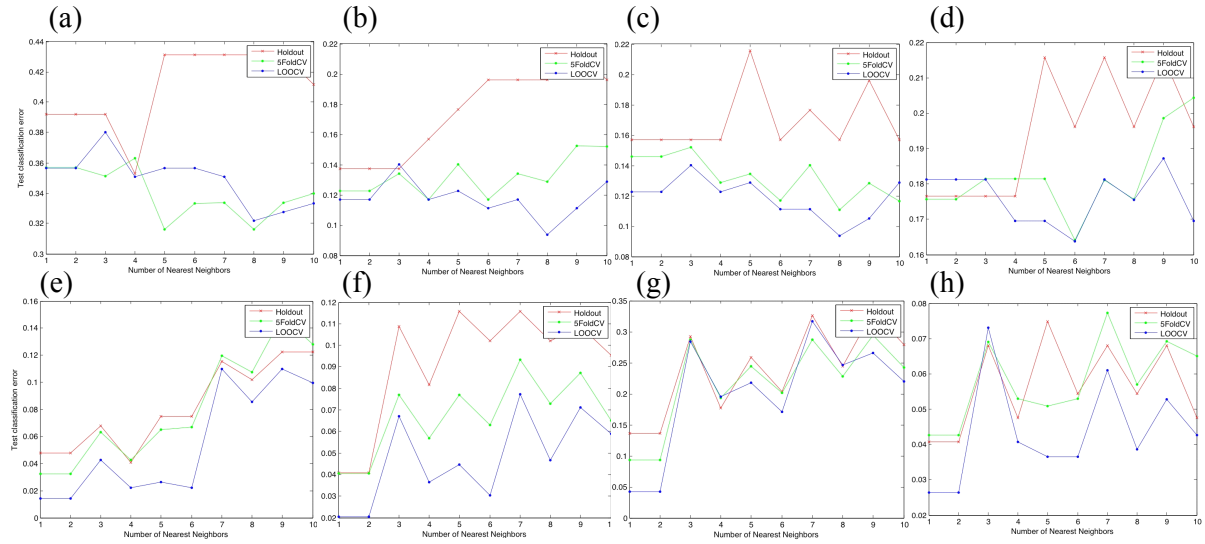 (a)
0.44
0.42
0.4
0.38
0.36
0.34
0.32
0.3
Test classification error
1 2 3 4 5 6 7 8 9 10
Number of Nearest Neighbors
Holdout
5FoldCV
LOOCV
(b)
0.22
0.2
0.18
0.16
0.14
0.12
0.1
0.08
1 2 3 4 5 6 7 8 9 10
Number of Nearest Neighbors
Holdout
5FoldCV
LOOCV
(c)
0.22
0.2
0.18
0.16
0.14
0.12
0.1
0.08
1 2 3 4 5 6 7 8 9 10
Number of Nearest Neighbors
Holdout
5FoldCV
LOOCV
(d)
0.22
0.21
0.2
0.19
0.18
0.17
0.16
1 2 3 4 5 6 7 8 9 10
Number of Nearest Neighbors
Holdout
5FoldCV
LOOCV
(e)
0.16
0.14
0.12
0.1
0.08
0.06
0.04
0.02
0
Test classification error
1 2 3 4 5 6 7 8 9 10
Number of Nearest Neighbors
Holdout
5FoldCV
LOOCV
(f)
0.12
0.11
0.1
0.09
0.08
0.07
0.06
0.05
0.04
0.03
0.02
1 2 3 4 5 6 7 8 9 10
Number of Nearest Neighbors
Holdout
5FoldCV
LOOCV
(g)
0.35
0.3
0.25
0.2
0.15
0.1
0.05
0
1 2 3 4 5 6 7 8 9 10
Number of Nearest Neighbors
Holdout
5FoldCV
LOOCV
(h)
0.08
0.07
0.06
0.05
0.04
0.03
0.02
1 2 3 4 5 6 7 8 9 10
Number of Nearest Neighbors
Holdout
5FoldCV
LOOCV